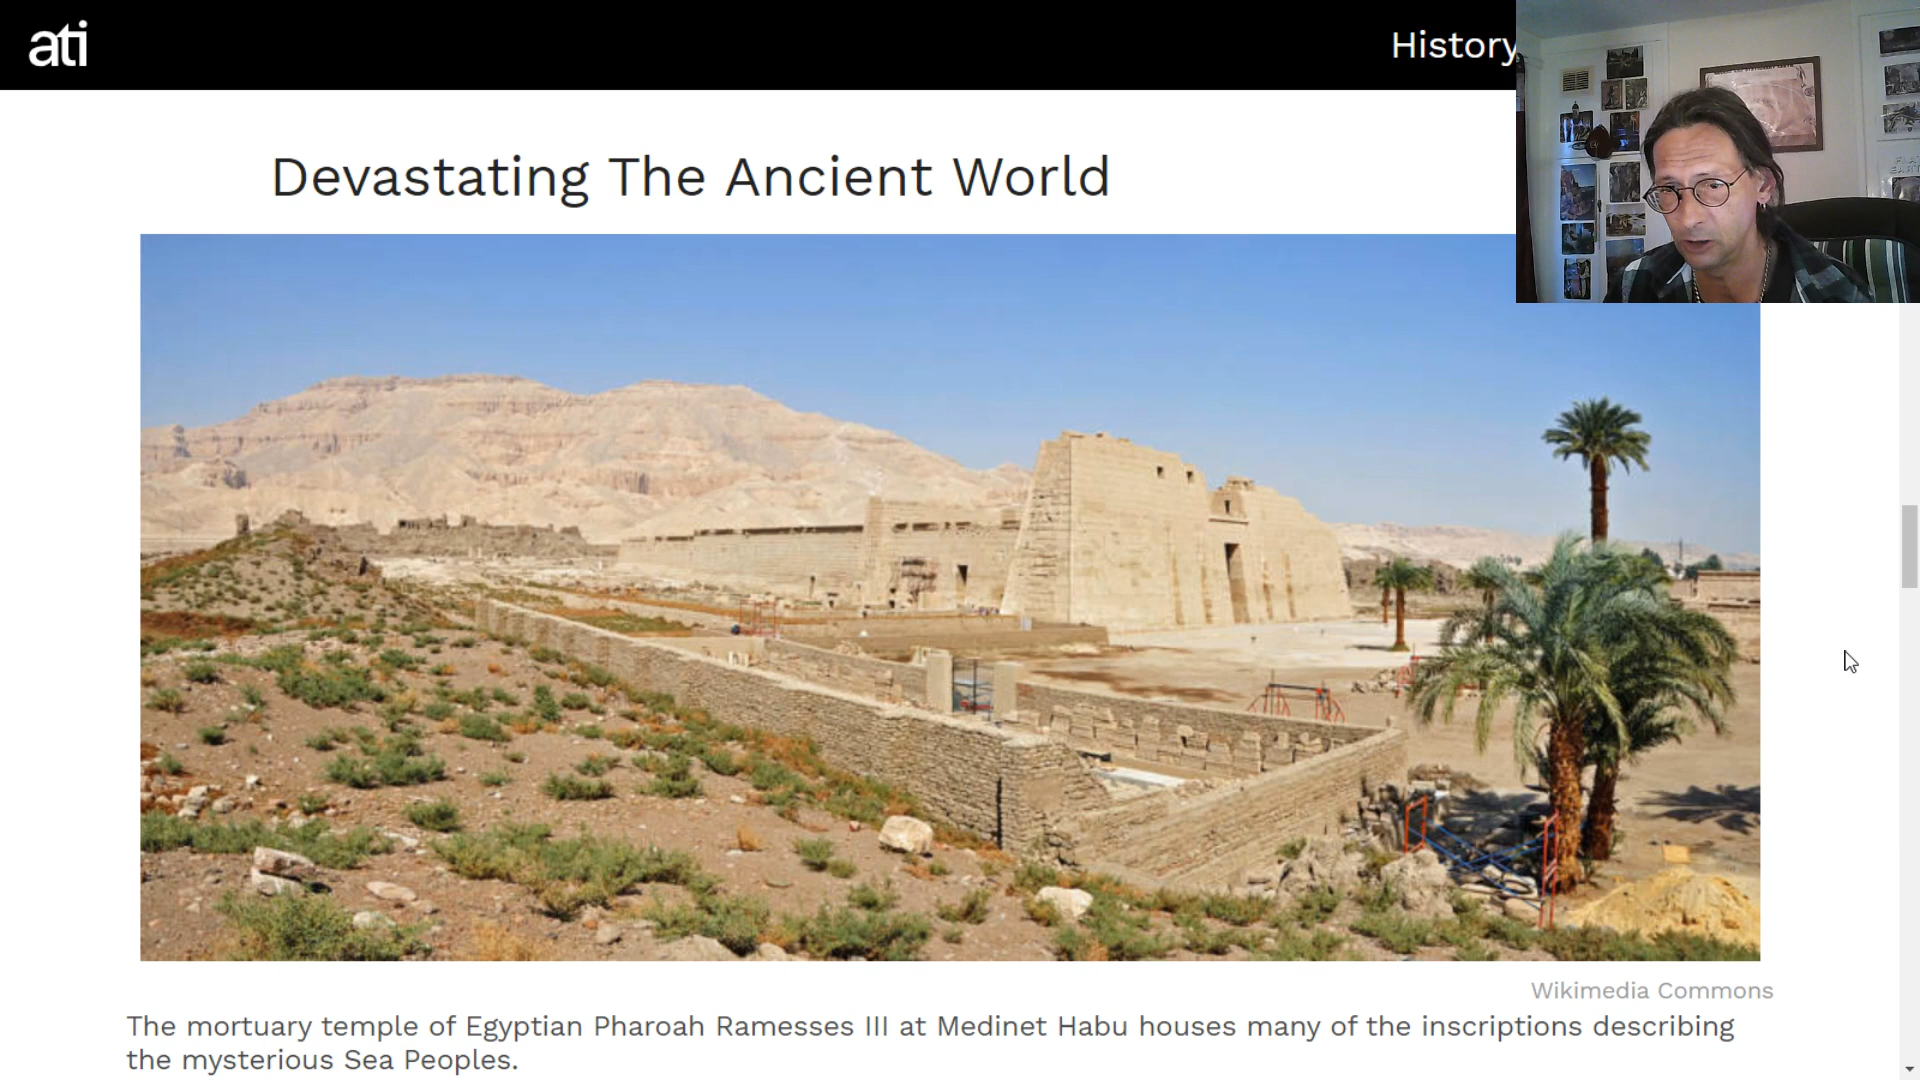 ati
History
Devastating The Ancient World
Wikimedia Commons
The mortuary temple of Egyptian Pharoah Ramesses III at Medinet Habu houses many of the inscriptions describing
the mysterious Sea Peoples.